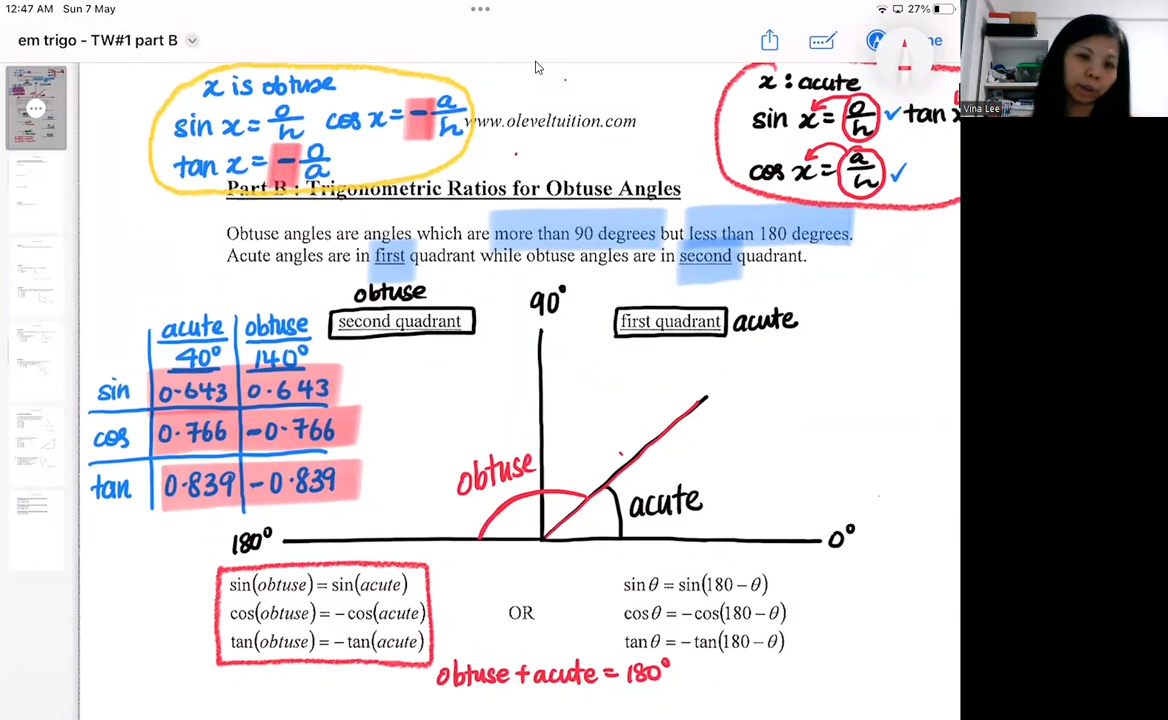 12:47 AM Sun 7 May
27%
em trigo - TW#1 part B
Vina Lee
x is obtuse
sin x = o/h cos x = - a/h
tan x = - o/a
www.oleveltuition.com
x : acute
sin x = o/h ✓ tan x
cos x = a/h ✓
Part B : Trigonometric Ratios for Obtuse Angles
Obtuse angles are angles which are more than 90 degrees but less than 180 degrees.
Acute angles are in first quadrant while obtuse angles are in second quadrant.
obtuse
second quadrant
90°
first quadrant acute
acute obtuse
40° 140°
sin 0.643 0.643
cos 0.766 -0.766
tan 0.839 -0.839
obtuse
acute
180°
0°
sin(obtuse) = sin(acute)
cos(obtuse) = −cos(acute)
tan(obtuse) = −tan(acute)
OR
sin θ = sin(180 − θ)
cos θ = −cos(180 − θ)
tan θ = −tan(180 − θ)
obtuse + acute = 180°